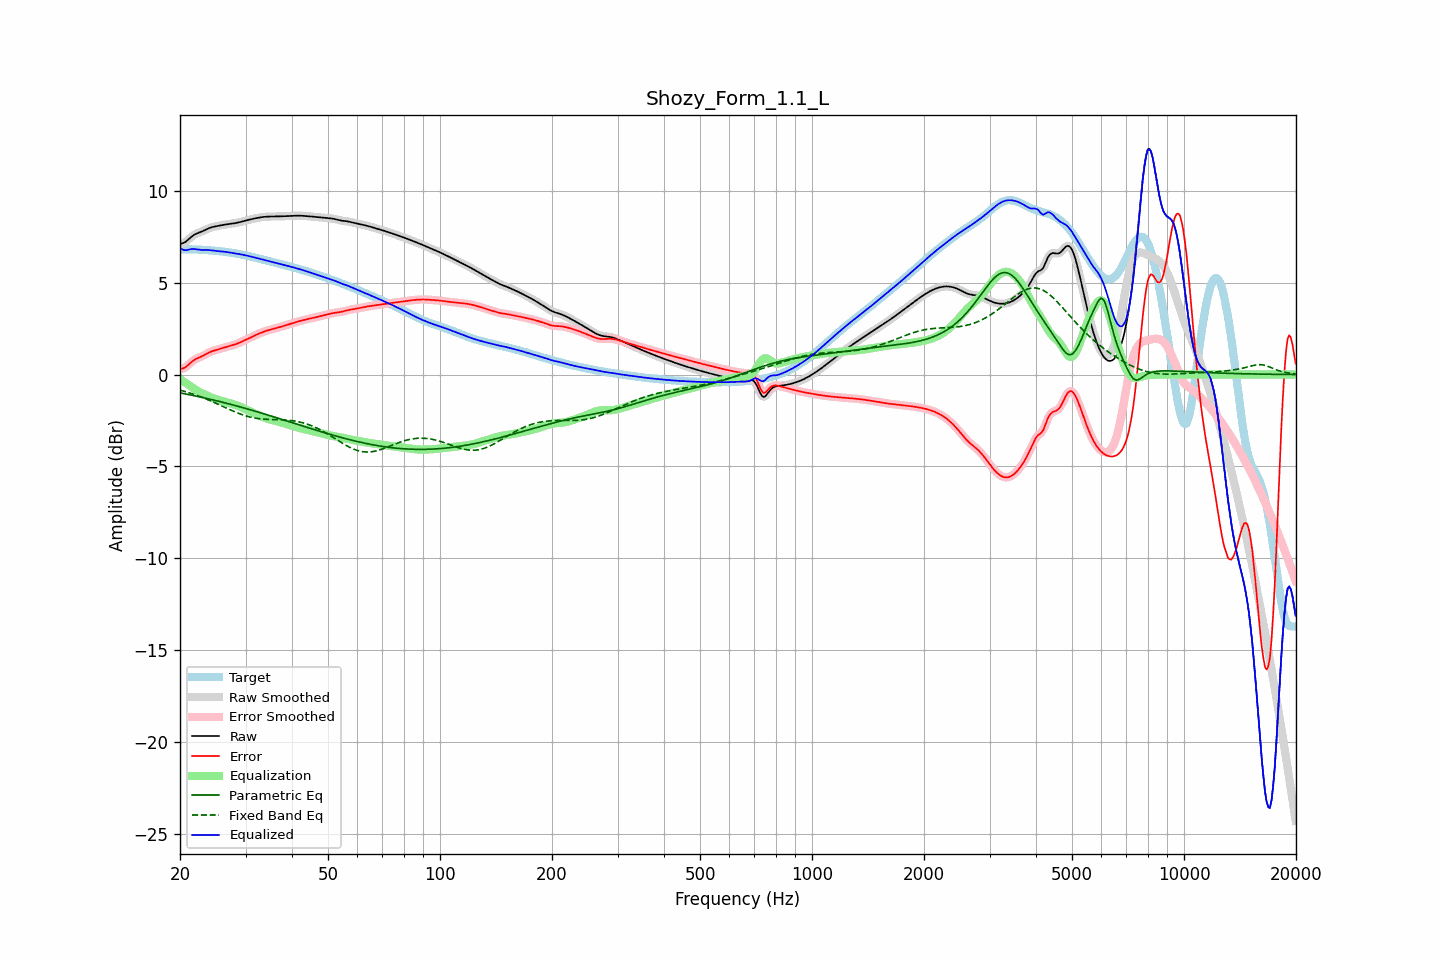 Shozy_Form_1.1_L
Amplitude (dBr)
10
5
0
−5
−10
−15
−20
−25
Target
Raw Smoothed
Error Smoothed
Raw
Error
Equalization
Parametric Eq
Fixed Band Eq
Equalized
20 50 100 200 500 1000 2000 5000 10000 20000
Frequency (Hz)